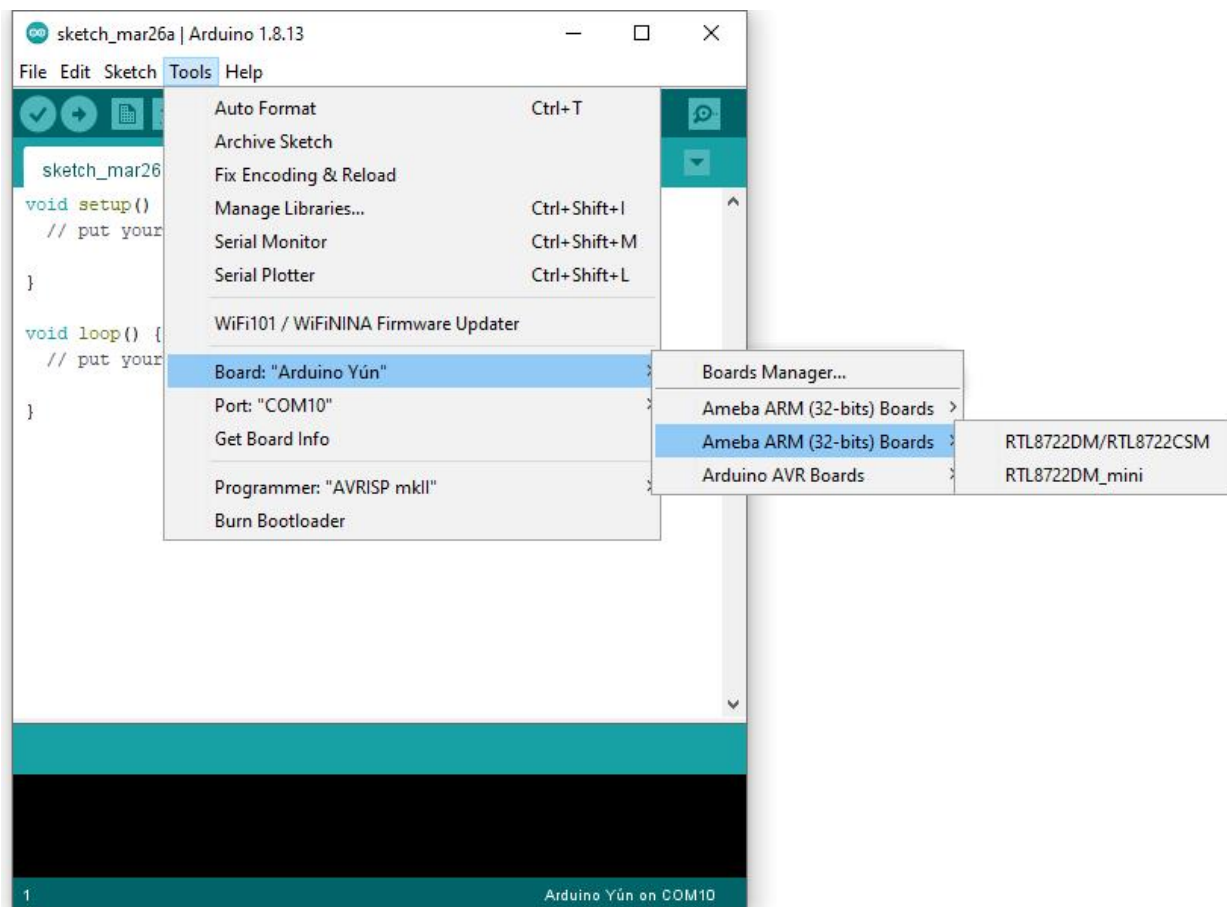 sketch_mar26a | Arduino 1.8.13
File Edit Sketch Tools Help
sketch_mar26
void setup()
// put your
}
void loop() {
// put your
}
Auto Format Ctrl+T
Archive Sketch
Fix Encoding & Reload
Manage Libraries... Ctrl+Shift+I
Serial Monitor Ctrl+Shift+M
Serial Plotter Ctrl+Shift+L
WiFi101 / WiFiNINA Firmware Updater
Board: "Arduino Yún"
Port: "COM10"
Get Board Info
Programmer: "AVRISP mkII"
Burn Bootloader
Boards Manager...
Ameba ARM (32-bits) Boards
Ameba ARM (32-bits) Boards
Arduino AVR Boards
RTL8722DM/RTL8722CSM
RTL8722DM_mini
1 Arduino Yún on COM10